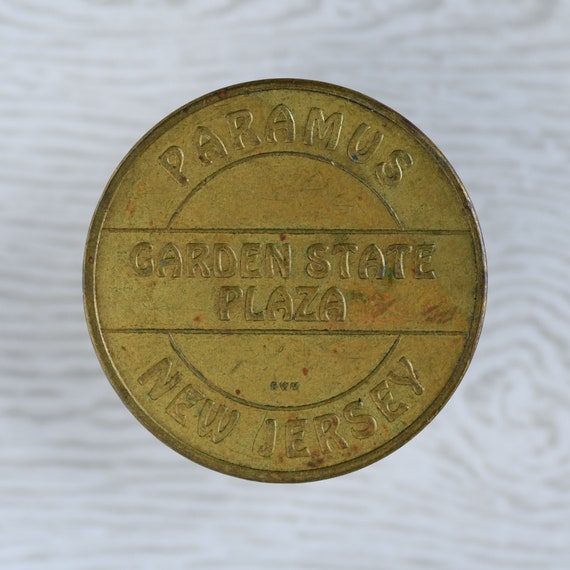 PARAMUS
GARDEN STATE
PLAZA
NEW JERSEY